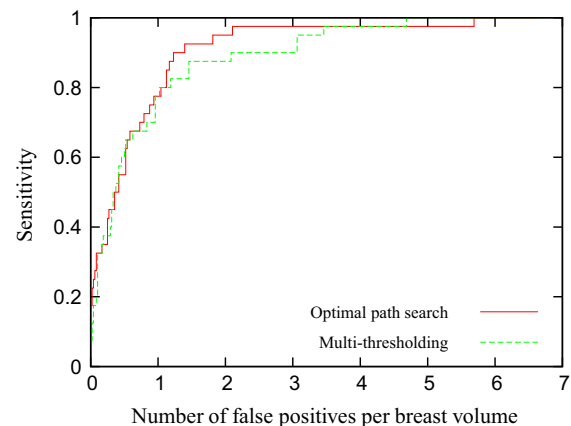 1
0.8
0.6
0.4
0.2
0
Sensitivity
Optimal path search
Multi-thresholding
0 1 2 3 4 5 6 7
Number of false positives per breast volume